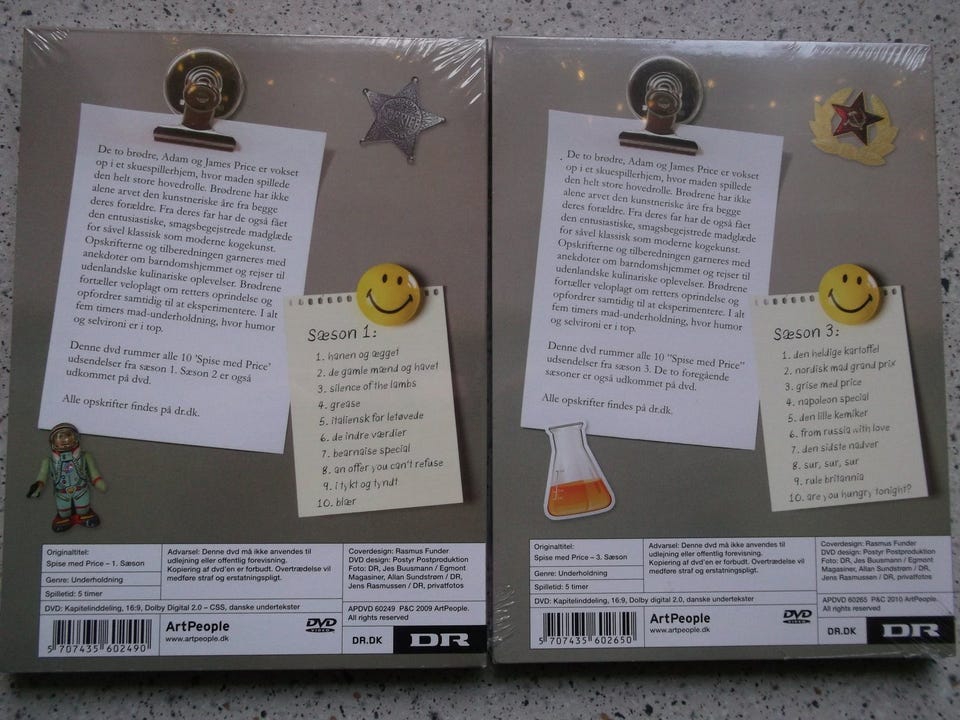 De to brødre, Adam og James Price er vokset
op i et skuespillerhjem, hvor maden spillede
den helt store hovedrolle. Brødrene har ikke
alene arvet den kunstneriske åre fra begge
deres forældre. Fra deres far har de også fået
den entusiastiske, smagsbegejstrede madglæde
for såvel klassisk som moderne kogekunst.
Opskrifterne og tilberedningen garneres med
anekdoter om barndomshjemmet og rejser til
udenlandske kulinariske oplevelser. Brødrene
fortæller veloplagt om retters oprindelse og
opfordrer samtidig til at eksperimentere. I alt
fem timers mad-underholdning, hvor humor
og selvironi er i top.
Denne dvd rummer alle 10 'Spise med Price'
udsendelser fra sæson 1. Sæson 2 er også
udkommet på dvd.
Alle opskrifter findes på dr.dk.
Sæson 1:
1. hanen og ægget
2. de gamle mænd og havet
3. silence of the lambs
4. grease
5. italiensk for letøvede
6. de indre værdier
7. bearnaise special
8. an offer you can't refuse
9. i tykt og tyndt
10. blær
Originaltitel:
Spise med Price – 1. Sæson
Genre: Underholdning
Spilletid: 5 timer
Advarsel: Denne dvd må ikke anvendes til
udlejning eller offentlig forevisning.
Kopiering af dvd'en er forbudt. Overtrædelse vil
medføre straf og erstatningspligt.
Coverdesign: Rasmus Funder
DVD design: Postyr Postproduktion
Foto: DR, Jes Buusmann / Egmont
Magasiner, Allan Sundstrøm / DR,
Jens Rasmussen / DR, privatfotos
DVD: Kapitelinddeling, 16:9, Dolby Digital 2.0 – CSS, danske undertekster
APDVD 60249 P&C 2009 ArtPeople.
All rights reserved
5 707435 602490
ArtPeople
www.artpeople.dk
DVD
VIDEO
DR.DK
DR
De to brødre, Adam og James Price er vokset
op i et skuespillerhjem, hvor maden spillede
den helt store hovedrolle. Brødrene har ikke
alene arvet den kunstneriske åre fra begge
deres forældre. Fra deres far har de også fået
den entusiastiske, smagsbegejstrede madglæde
for såvel klassisk som moderne kogekunst.
Opskrifterne og tilberedningen garneres med
anekdoter om barndomshjemmet og rejser til
udenlandske kulinariske oplevelser. Brødrene
fortæller veloplagt om retters oprindelse og
opfordrer samtidig til at eksperimentere. I alt
fem timers mad-underholdning, hvor humor
og selvironi er i top.
Denne dvd rummer alle 10 "Spise med Price"
udsendelser fra sæson 3. De to foregående
sæsoner er også udkommet på dvd.
Alle opskrifter findes på dr.dk.
Sæson 3:
1. den heldige kartoffel
2. nordisk mad grand prix
3. grise med price
4. napoleon special
5. den lille kemiker
6. from russia with love
7. den sidste nadver
8. sur, sur, sur
9. rule britannia
10. are you hungry tonight?
Originaltitel:
Spise med Price – 3. Sæson
Genre: Underholdning
Spilletid: 5 timer
Advarsel: Denne dvd må ikke anvendes til
udlejning eller offentlig forevisning.
Kopiering af dvd'en er forbudt. Overtrædelse vil
medføre straf og erstatningspligt.
Coverdesign: Rasmus Funder
DVD design: Postyr Postproduktion
Foto: DR, Jes Buusmann / Egmont
Magasiner, Allan Sundstrøm / DR,
Jens Rasmussen / DR, privatfotos
DVD: Kapitelinddeling, 16:9, Dolby digital 2.0, danske undertekster
APDVD 60265 P&C 2010 ArtPeople.
All rights reserved
5 707435 602650
ArtPeople
www.artpeople.dk
DVD
VIDEO
DR.DK
DR